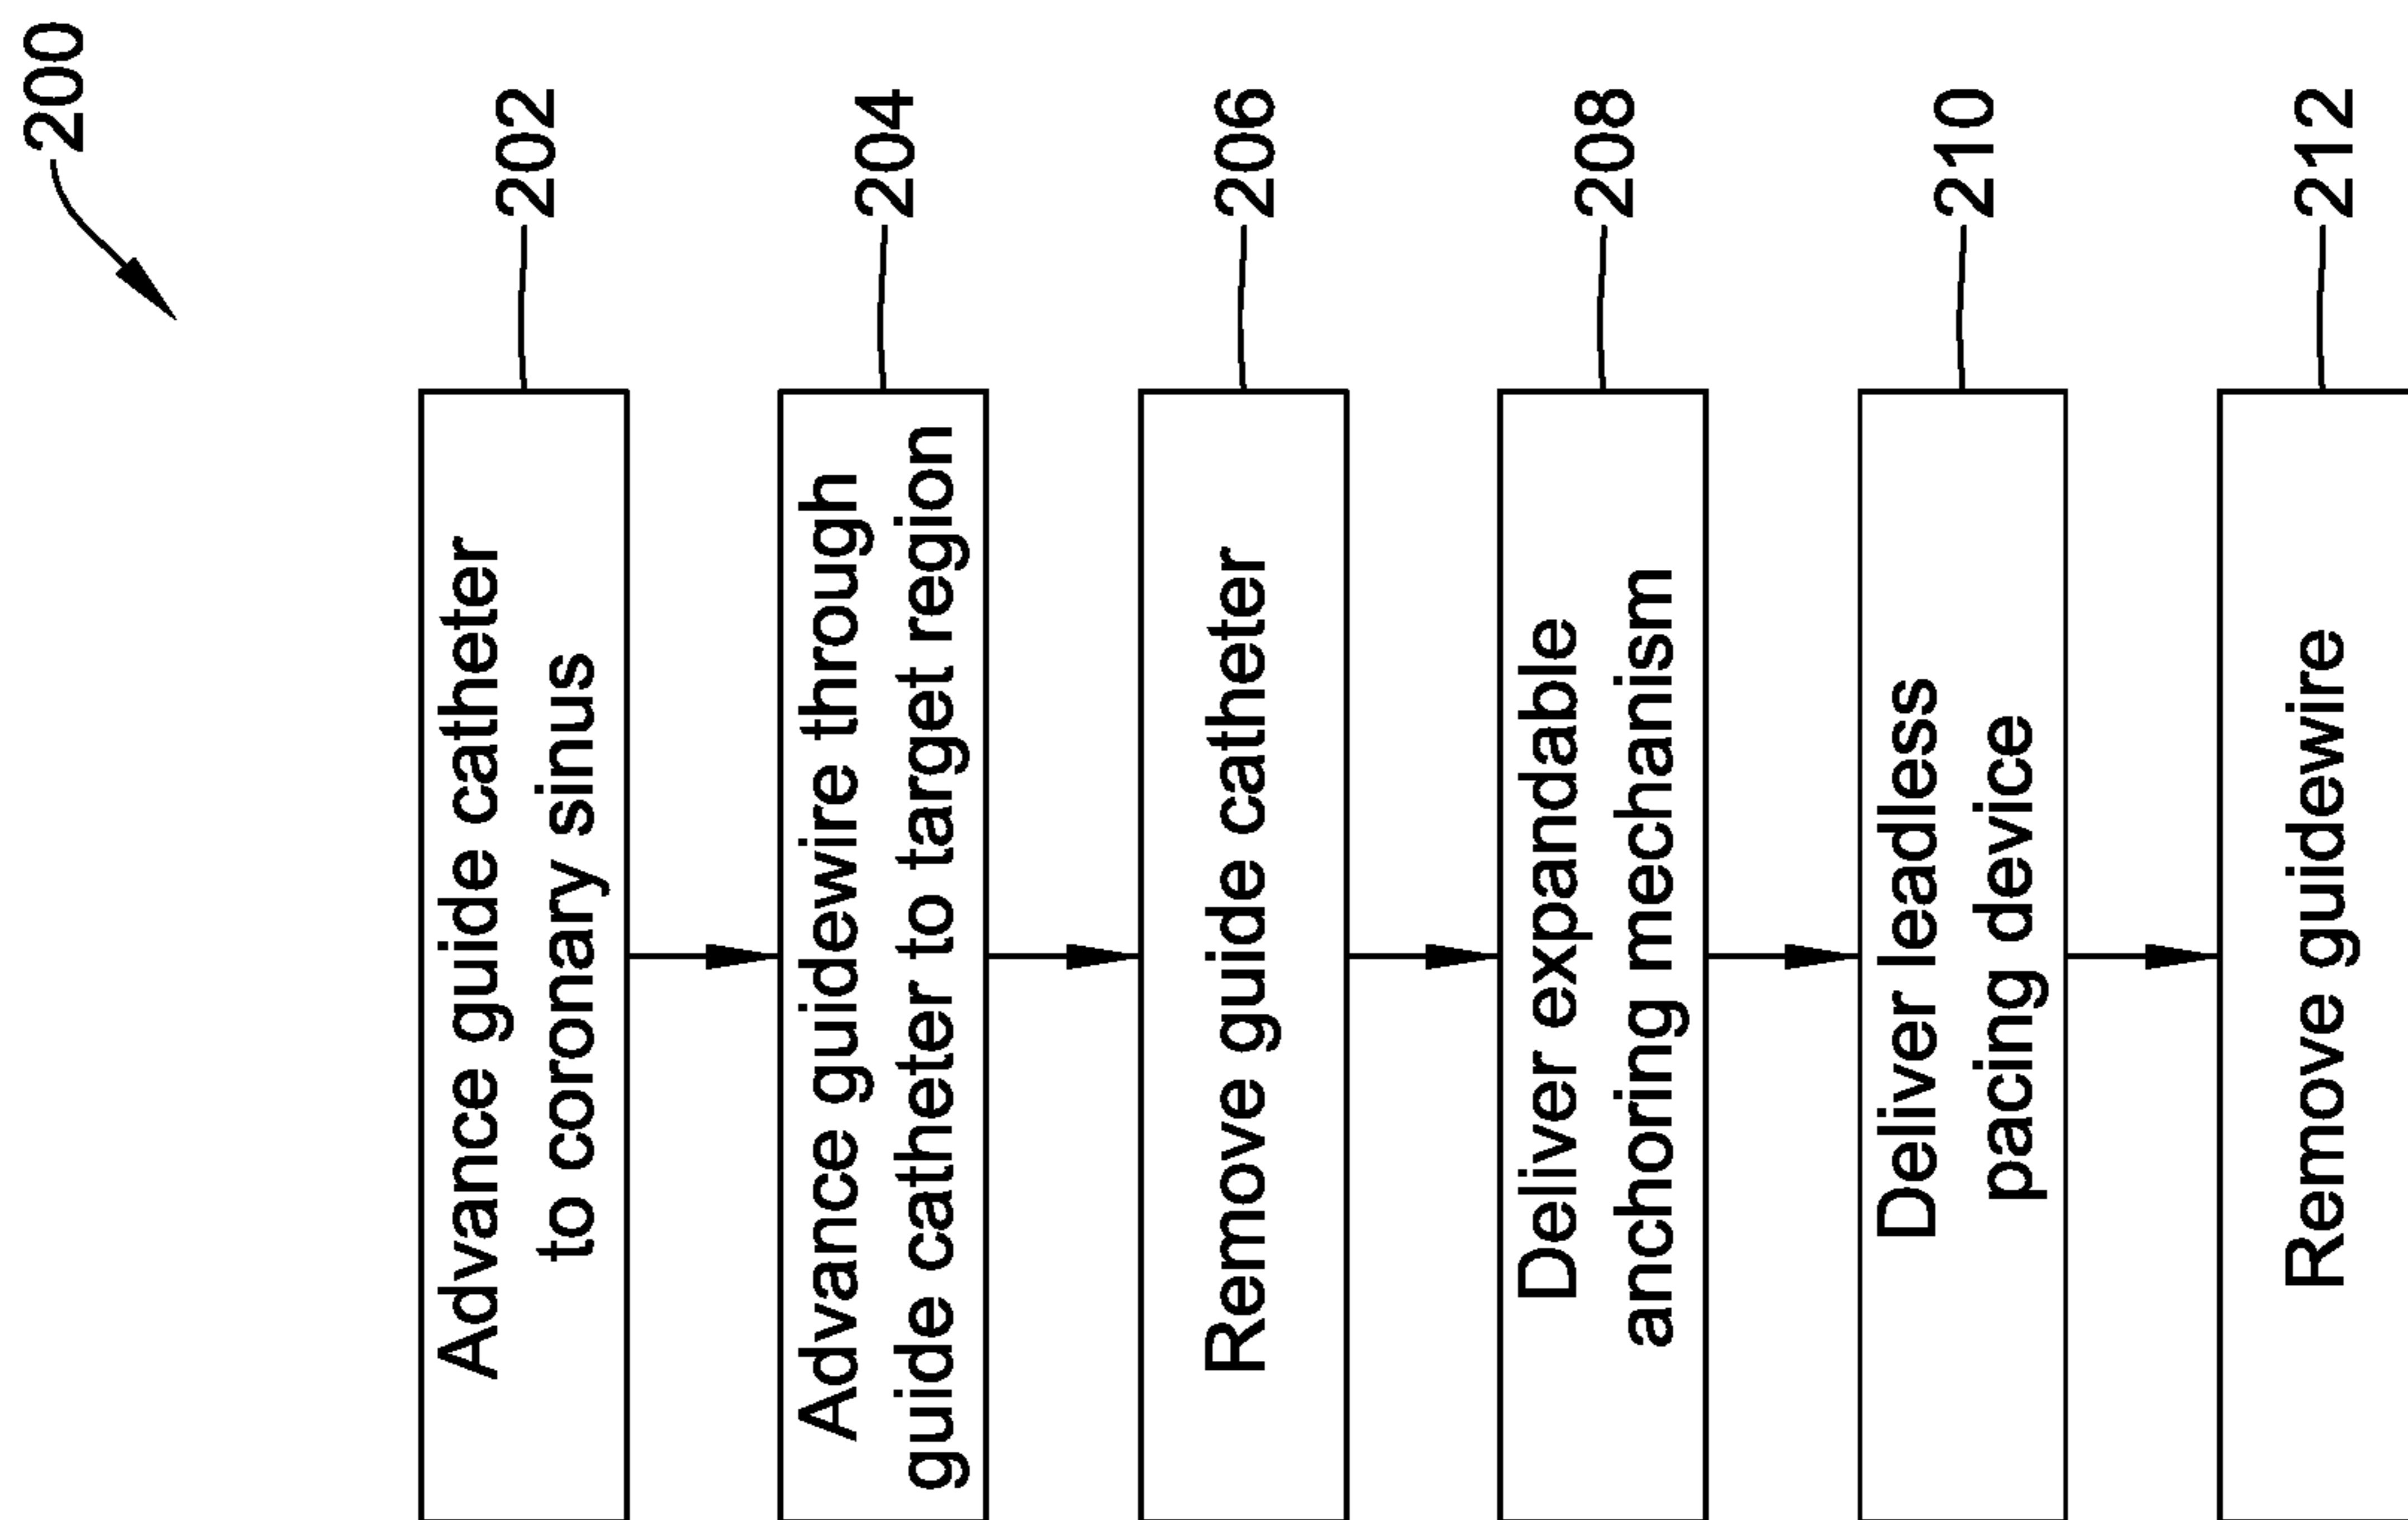 200
Advance guide catheter
to coronary sinus
202
Advance guidewire through
guide catheter to target region
204
Remove guide catheter
206
Deliver expandable
anchoring mechanism
208
Deliver leadless
pacing device
210
Remove guidewire
212